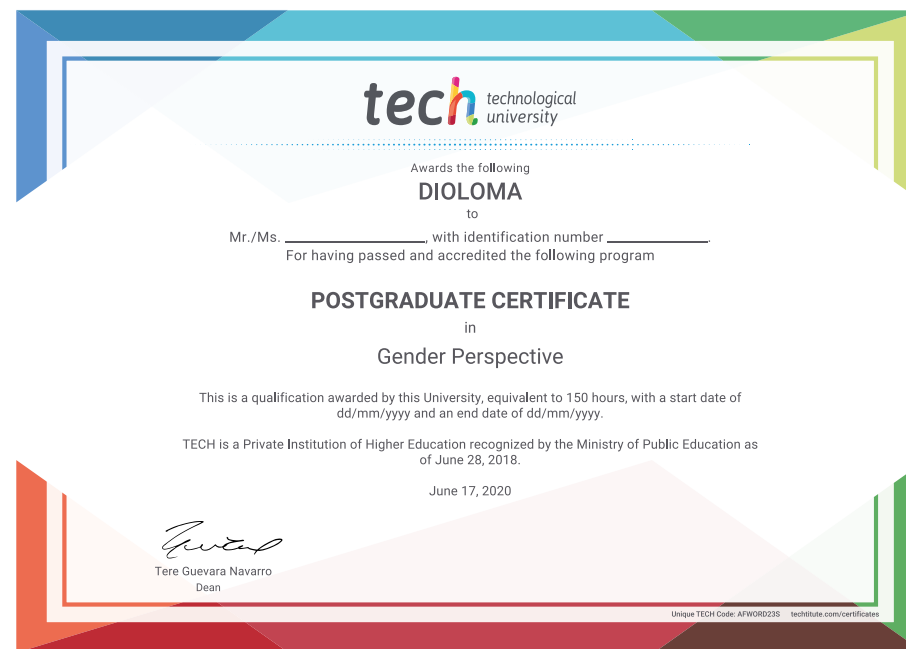 tech technological
university
Awards the following
DIOLOMA
to
Mr./Ms. ____________________, with identification number ______________.
For having passed and accredited the following program
POSTGRADUATE CERTIFICATE
in
Gender Perspective
This is a qualification awarded by this University, equivalent to 150 hours, with a start date of
dd/mm/yyyy and an end date of dd/mm/yyyy.
TECH is a Private Institution of Higher Education recognized by the Ministry of Public Education as
of June 28, 2018.
June 17, 2020
Tere Guevara Navarro
Dean
Unique TECH Code: AFWORD23S techtitute.com/certificates